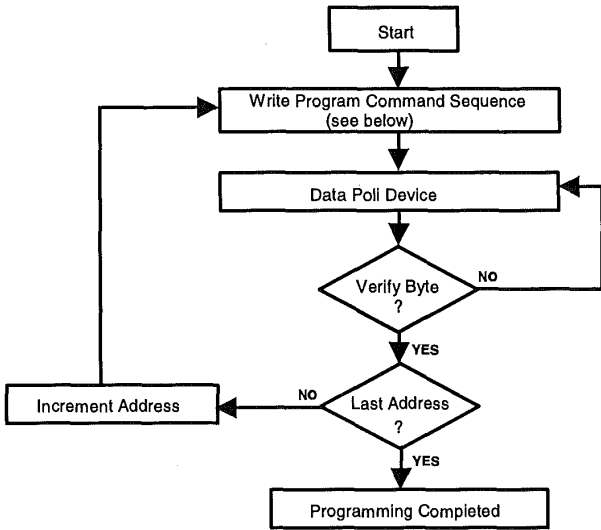 Start
Write Program Command Sequence
(see below)
Data Poli Device
Verify Byte
?
NO
YES
Increment Address
NO
Last Address
?
YES
Programming Completed